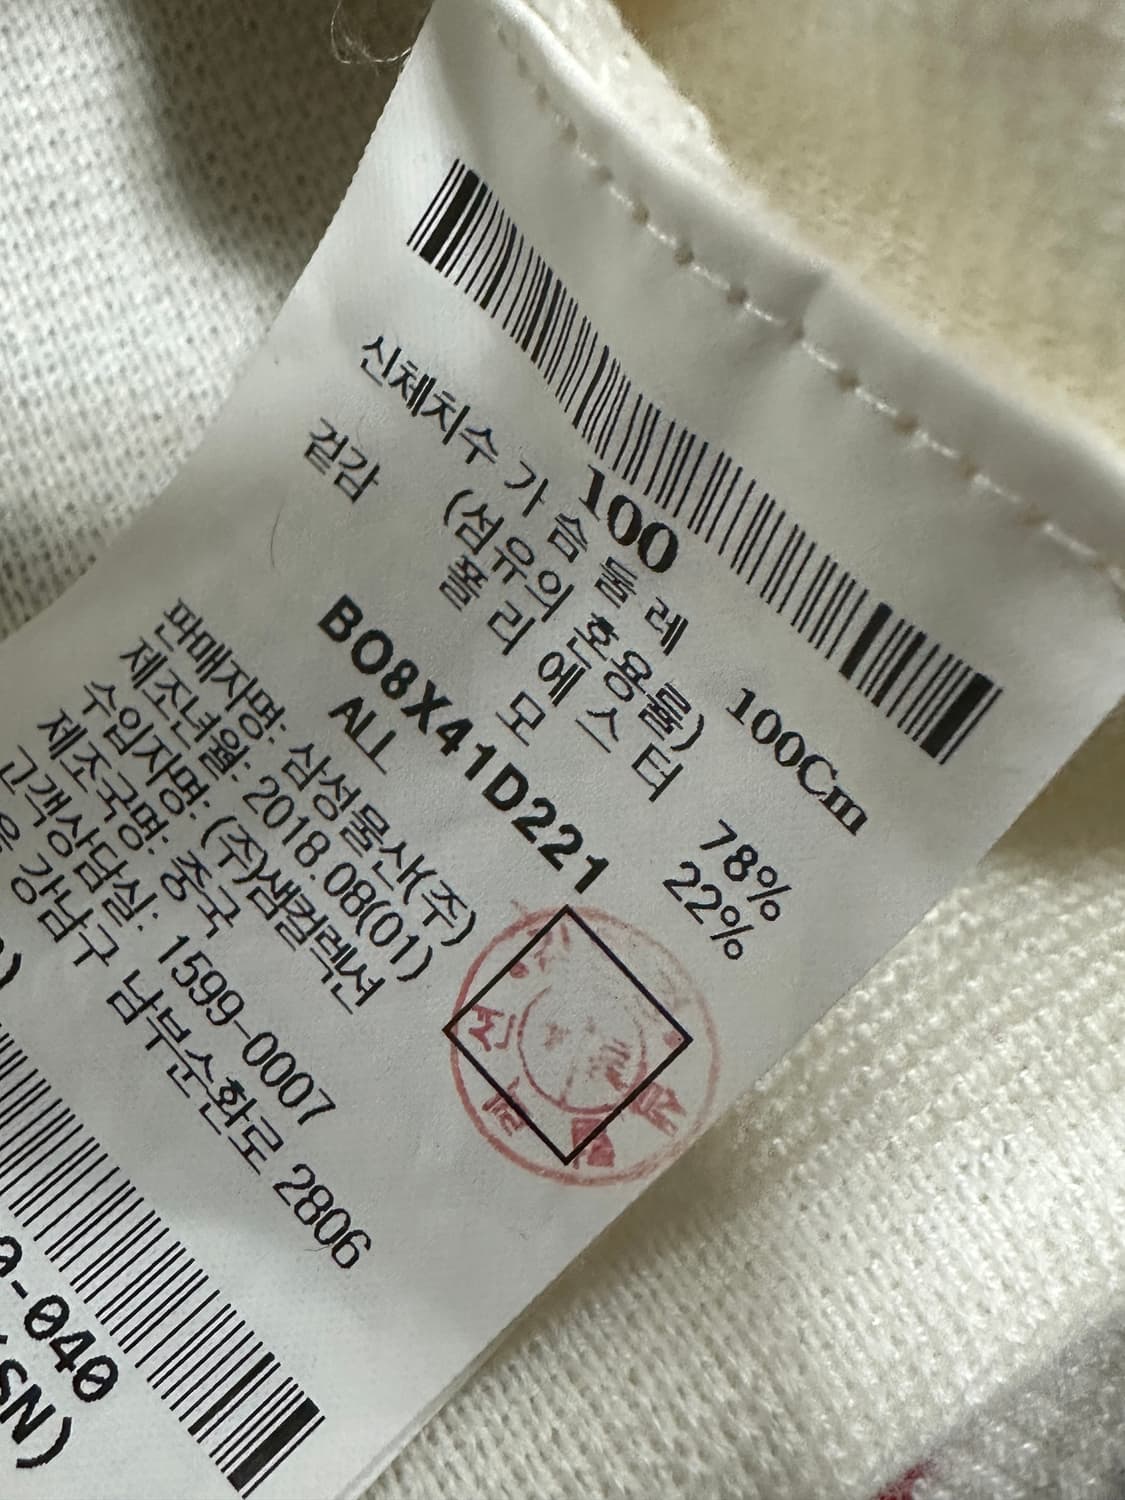 100
신체치수 가 슴 둘 레 100Cm
(섬유의 혼용률)
겉감 폴 리 에 스 터 78%
모 22%
BO8X41D221
ALL
판매자명: 삼성물산(주)
제조년월: 2018.08(01)
수입자명: (주)샘컬렉션
제조국명: 중국
고객상담실: 1599-0007
강남구 남부순환로 2806
-040